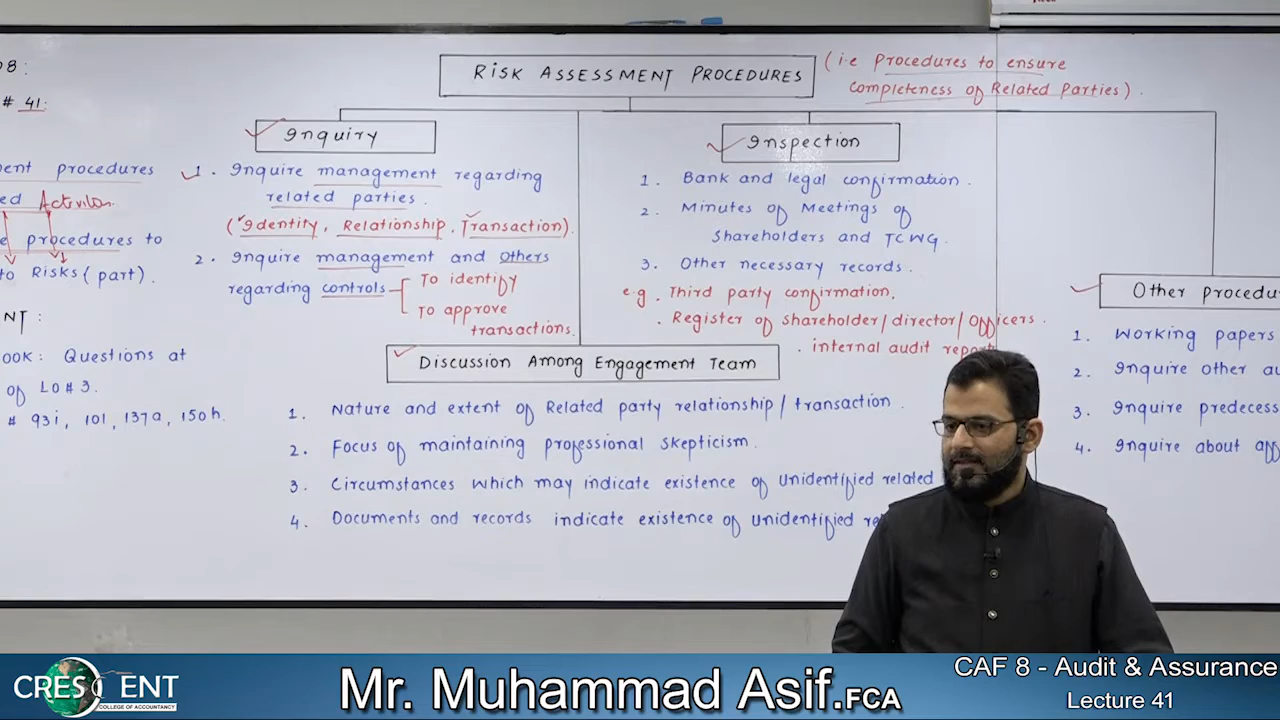 08:
# 41.
ent procedures
ed Activities
e procedures to
to Risks (part).
NT:
OOK: Questions at
of LO#3.
# 93i, 101, 137a, 150h.
RISK ASSESSMENT PROCEDURES
(i.e Procedures to ensure
Completeness of Related Parties).
Inquiry
1. Inquire management regarding
related parties.
(Identity, Relationship, Transaction).
2. Inquire management and others
regarding controls
To identify
To approve
transactions.
Inspection
1. Bank and legal confirmation.
2. Minutes of Meetings of
Shareholders and TCWG.
3. Other necessary records.
e.g . Third party confirmation.
. Register of shareholder/director/officers.
. internal audit report
Discussion Among Engagement Team
1. Nature and extent of Related party relationship/transaction.
2. Focus of maintaining professional skepticism.
3. Circumstances which may indicate existence of unidentified related
4. Documents and records indicate existence of unidentified re
Other Procedu
1. Working papers
2. Inquire other au
3. Inquire predecess
4. Inquire about app
CRESCENT
COLLEGE OF ACCOUNTANCY
Mr. Muhammad Asif.FCA
CAF 8 - Audit & Assurance
Lecture 41